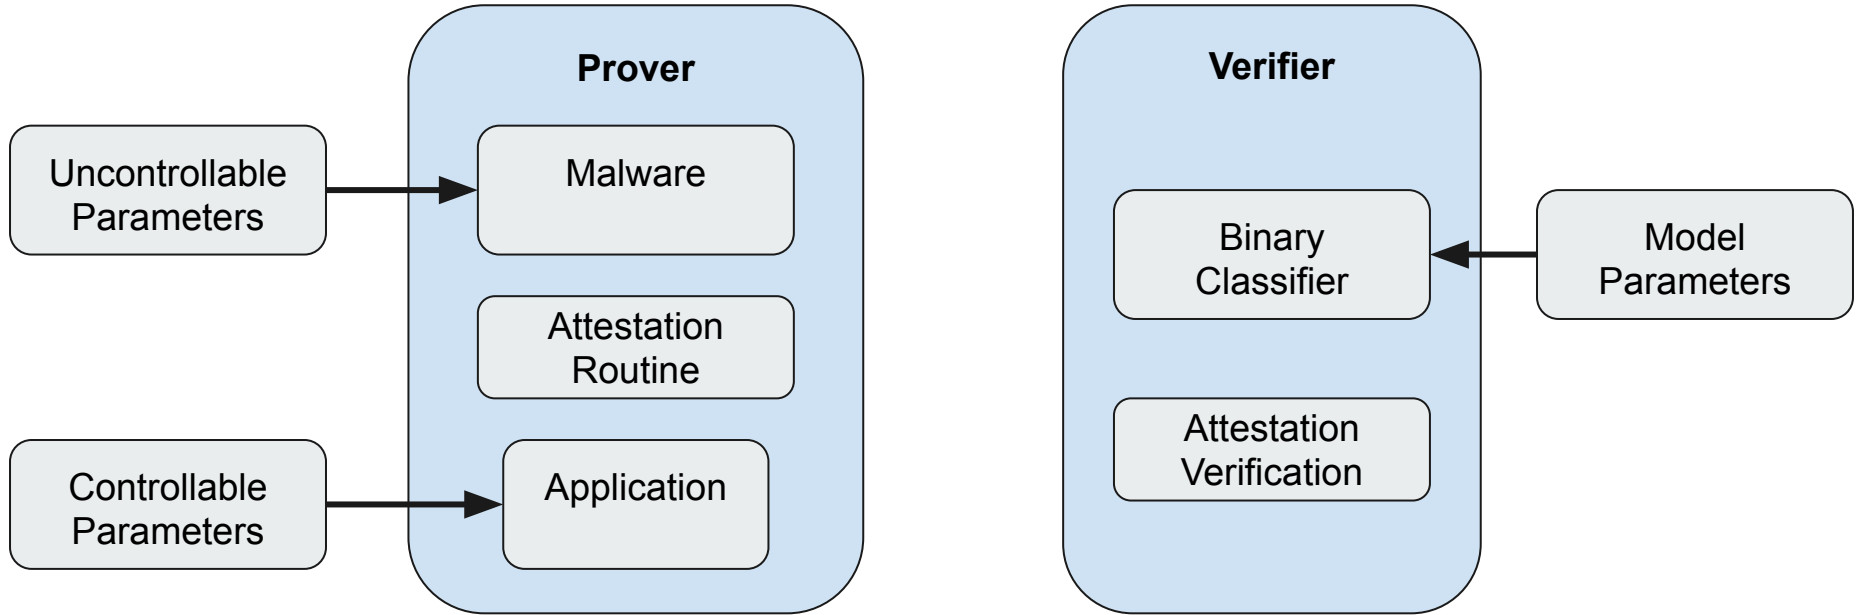 Prover
Uncontrollable
Parameters
Malware
Attestation
Routine
Controllable
Parameters
Application
Verifier
Binary
Classifier
Model
Parameters
Attestation
Verification